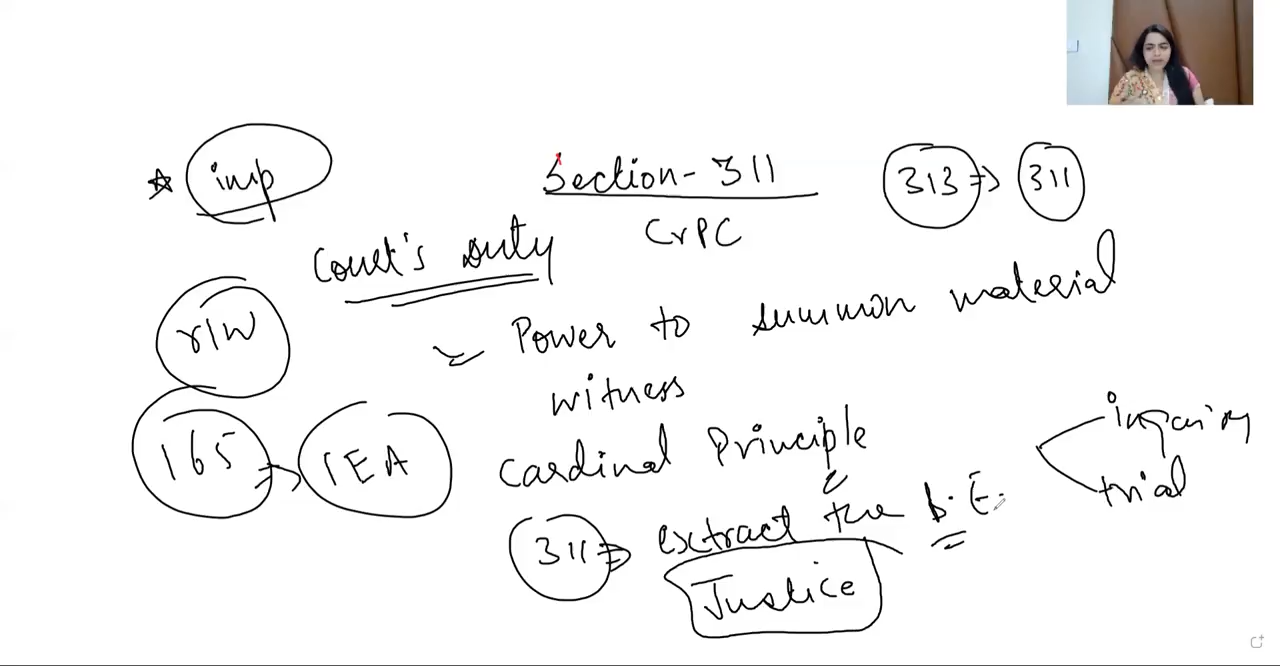 imp
Section- 311
313 ⇒ 311
CrPC
Court's duty
r/w
Power to summon material
witness
165 ⇒ IEA
Cardinal Principle
inquiry
trial
311 ⇒ extract the b.E.
Justice